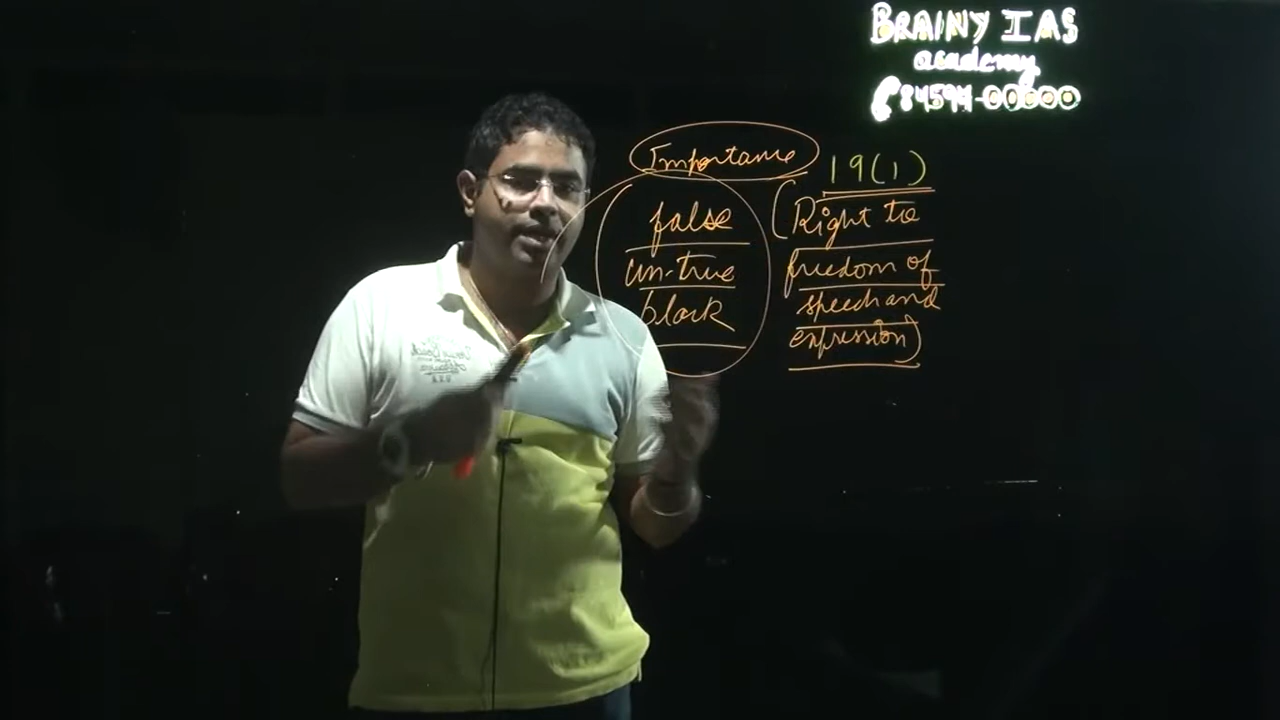 BRAINY IAS
academy
84594-00000
Importance
19(1)
false
un-true
block
(Right to
freedom of
speech and
expression)